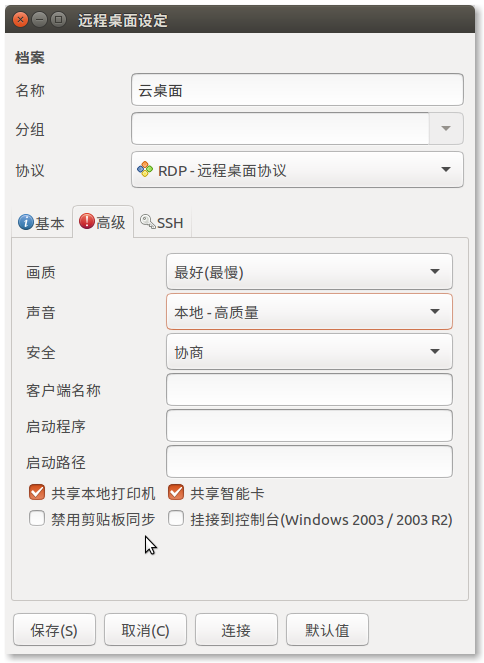 远程桌面设定
档案
名称 云桌面
分组
协议 RDP - 远程桌面协议
基本 高级 SSH
画质 最好(最慢)
声音 本地 - 高质量
安全 协商
客户端名称
启动程序
启动路径
共享本地打印机 共享智能卡
禁用剪贴板同步 挂接到控制台(Windows 2003 / 2003 R2)
保存(S) 取消(C) 连接 默认值